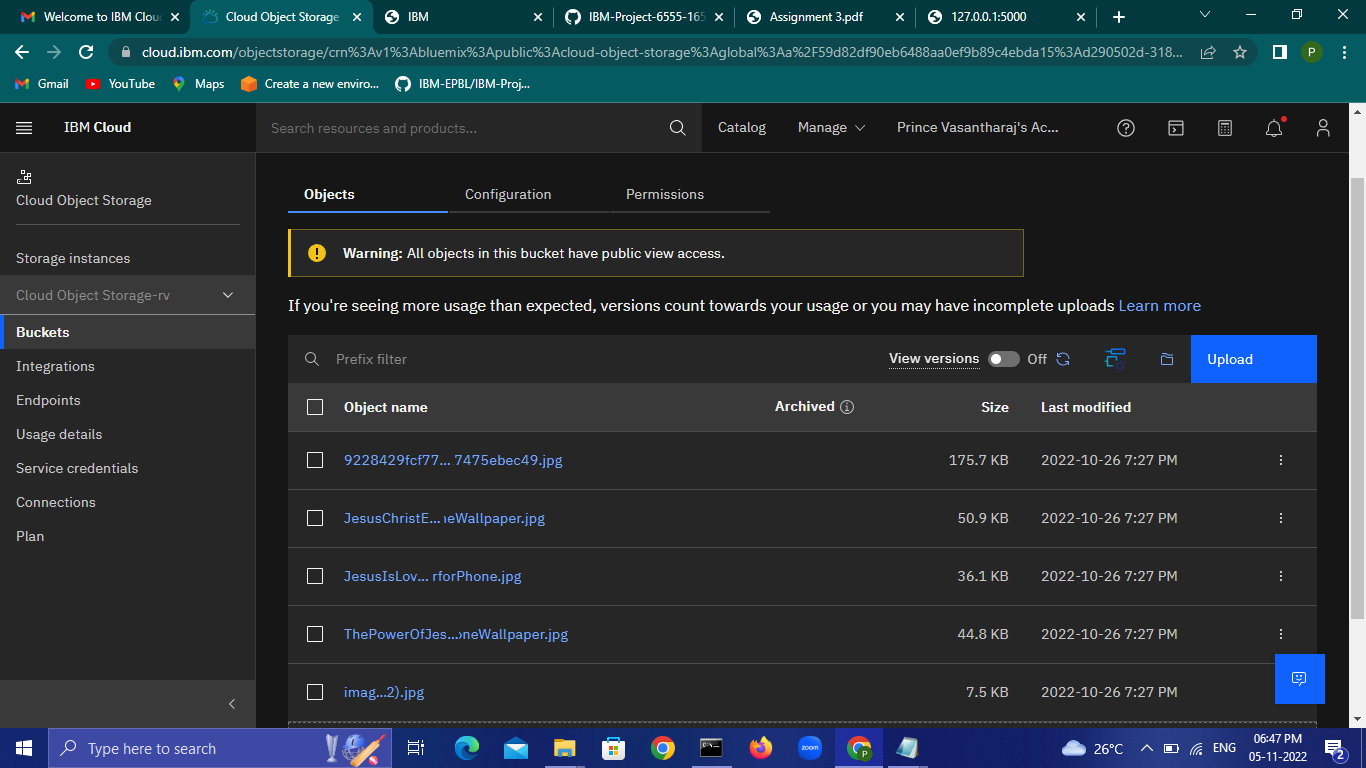 Welcome to IBM Clou
Cloud Object Storage
IBM
IBM-Project-6555-165
Assignment 3.pdf
127.0.0.1:5000
cloud.ibm.com/objectstorage/crn%3Av1%3Abluemix%3Apublic%3Acloud-object-storage%3Aglobal%3Aa%2F59d82df90eb6488aa0ef9b89c4ebda15%3Ad290502d-318...
P
Gmail
YouTube
Maps
Create a new enviro...
IBM-EPBL/IBM-Proj...
IBM Cloud
Search resources and products...
Catalog
Manage
Prince Vasantharaj's Ac...
Cloud Object Storage
Storage instances
Cloud Object Storage-rv
Buckets
Integrations
Endpoints
Usage details
Service credentials
Connections
Plan
Objects
Configuration
Permissions
Warning: All objects in this bucket have public view access.
If you're seeing more usage than expected, versions count towards your usage or you may have incomplete uploads Learn more
Prefix filter
View versions
Off
Upload
Object name Archived Size Last modified
9228429fcf77... 7475ebec49.jpg 175.7 KB 2022-10-26 7:27 PM
JesusChristE... neWallpaper.jpg 50.9 KB 2022-10-26 7:27 PM
JesusIsLov... rforPhone.jpg 36.1 KB 2022-10-26 7:27 PM
ThePowerOfJes...oneWallpaper.jpg 44.8 KB 2022-10-26 7:27 PM
imag...2).jpg 7.5 KB 2022-10-26 7:27 PM
Type here to search
zoom
P
26°C
ENG
06:47 PM
05-11-2022
2